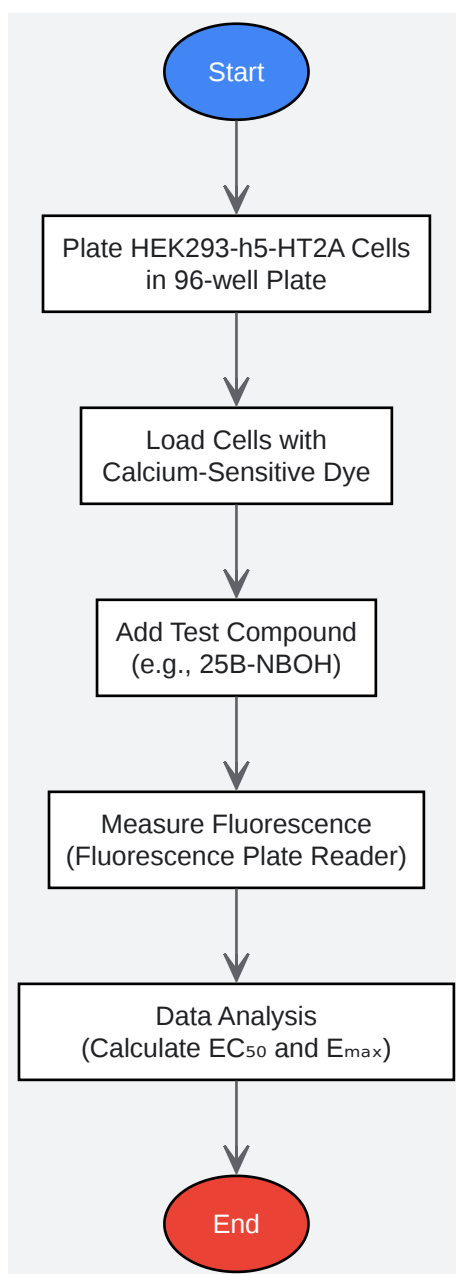 Start
Plate HEK293-h5-HT2A Cells
in 96-well Plate
Load Cells with
Calcium-Sensitive Dye
Add Test Compound
(e.g., 25B-NBOH)
Measure Fluorescence
(Fluorescence Plate Reader)
Data Analysis
(Calculate EC₅₀ and Eₘₐₓ)
End